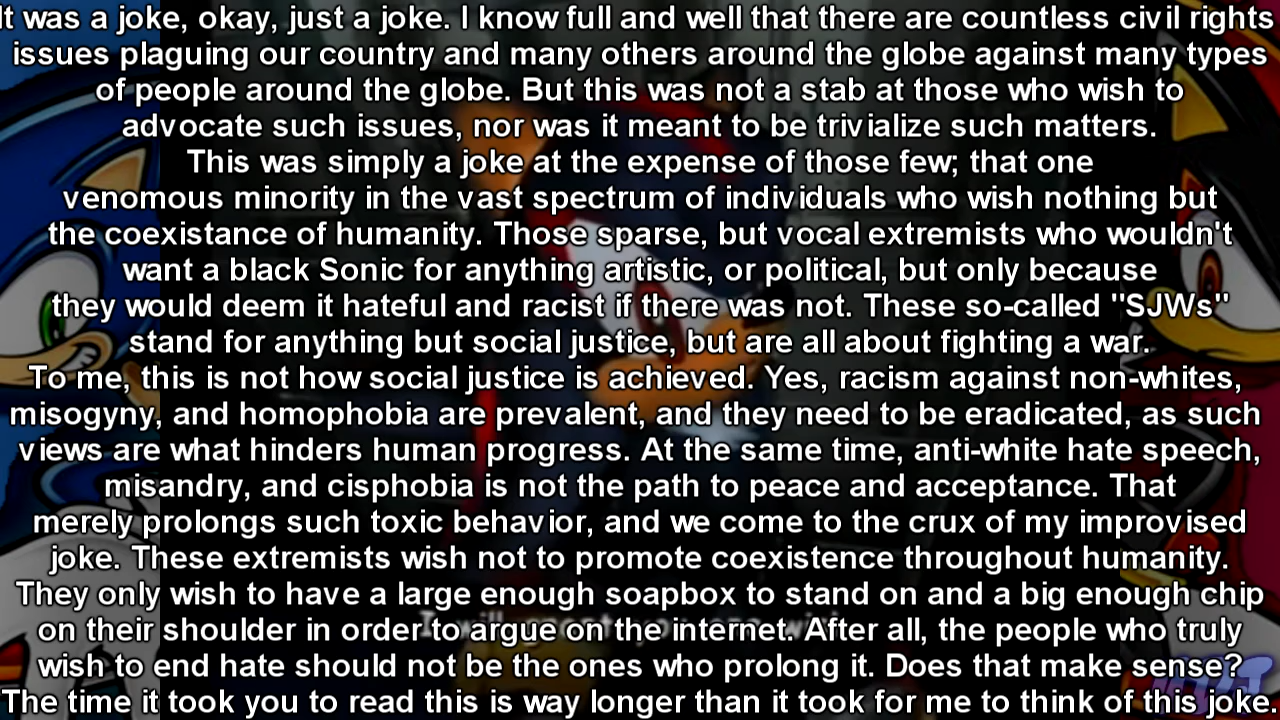 It was a joke, okay, just a joke. I know full and well that there are countless civil rights
issues plaguing our country and many others around the globe against many types
of people around the globe. But this was not a stab at those who wish to
advocate such issues, nor was it meant to be trivialize such matters.
This was simply a joke at the expense of those few; that one
venomous minority in the vast spectrum of individuals who wish nothing but
the coexistance of humanity. Those sparse, but vocal extremists who wouldn't
want a black Sonic for anything artistic, or political, but only because
they would deem it hateful and racist if there was not. These so-called "SJWs"
stand for anything but social justice, but are all about fighting a war.
To me, this is not how social justice is achieved. Yes, racism against non-whites,
misogyny, and homophobia are prevalent, and they need to be eradicated, as such
views are what hinders human progress. At the same time, anti-white hate speech,
misandry, and cisphobia is not the path to peace and acceptance. That
merely prolongs such toxic behavior, and we come to the crux of my improvised
joke. These extremists wish not to promote coexistence throughout humanity.
They only wish to have a large enough soapbox to stand on and a big enough chip
on their shoulder in order to argue on the internet. After all, the people who truly
wish to end hate should not be the ones who prolong it. Does that make sense?
The time it took you to read this is way longer than it took for me to think of this joke.